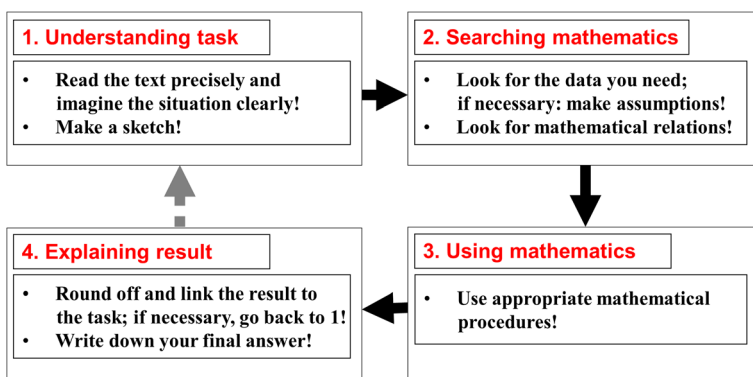 1. Understanding task
• Read the text precisely and
imagine the situation clearly!
• Make a sketch!
2. Searching mathematics
• Look for the data you need;
if necessary: make assumptions!
• Look for mathematical relations!
3. Using mathematics
• Use appropriate mathematical
procedures!
4. Explaining result
• Round off and link the result to
the task; if necessary, go back to 1!
• Write down your final answer!